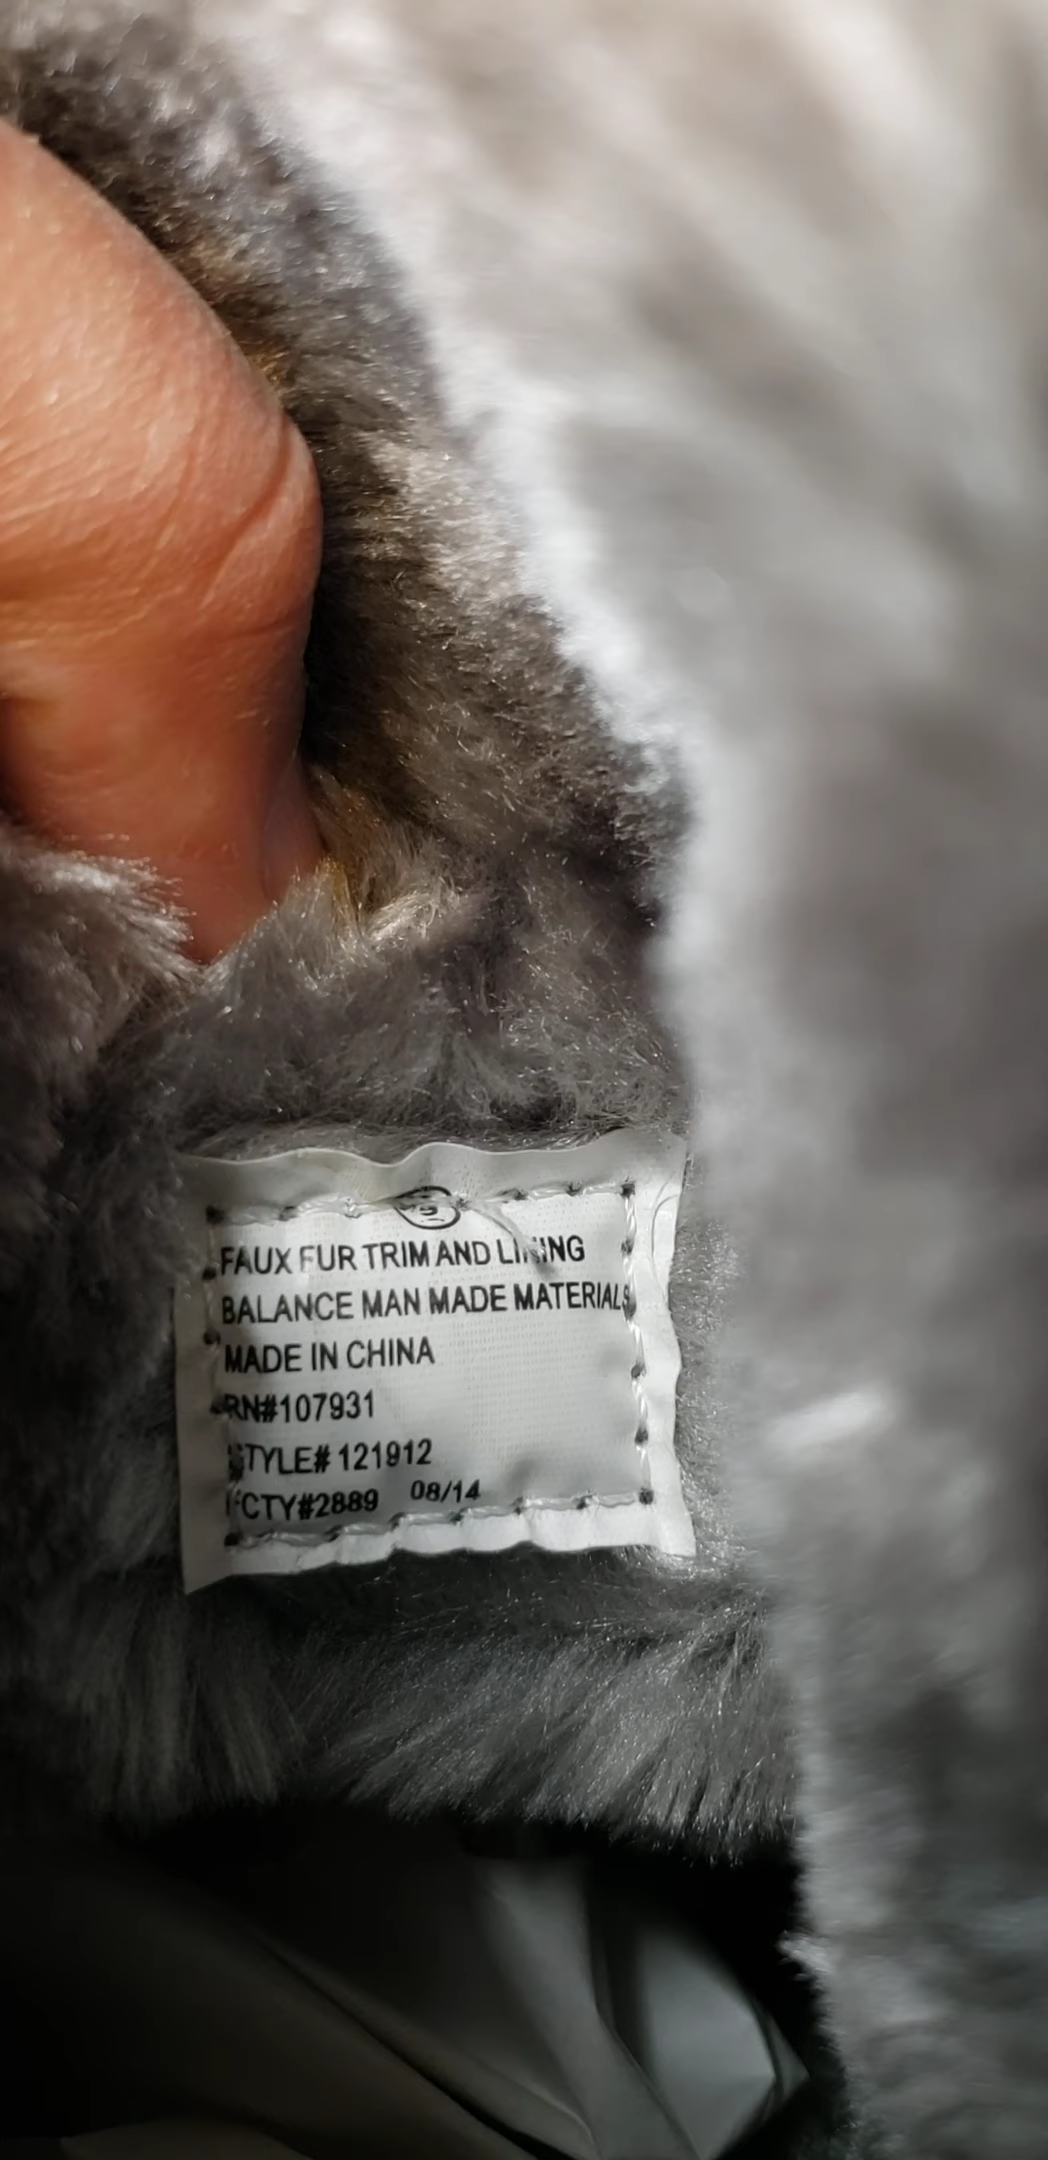 FAUX FUR TRIM AND LINING
BALANCE MAN MADE MATERIALS
MADE IN CHINA
RN#107931
STYLE# 121912
FCTY#2889 08/14